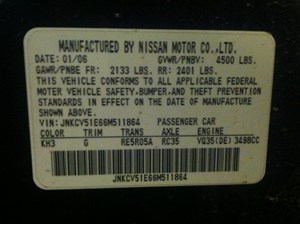 MANUFACTURED BY NISSAN MOTOR CO.,LTD.
DATE: 01/06 GVWR/PNBV: 4500 LBS.
GAWR/PNBE FR: 2133 LBS. RR: 2401 LBS.
THIS VEHICLE CONFORMS TO ALL APPLICABLE FEDERAL
MOTOR VEHICLE SAFETY,BUMPER,AND THEFT PREVENTION
STANDARDS IN EFFECT ON THE DATE OF MANUFACTURE
SHOWN ABOVE.
VIN: JNKCV51E66M511864 PASSENGER CAR
COLOR TRIM TRANS AXLE ENGINE
KH3 G RE5R05A RC35 VQ35(DE) 3498CC
JNKCV51E66M511864